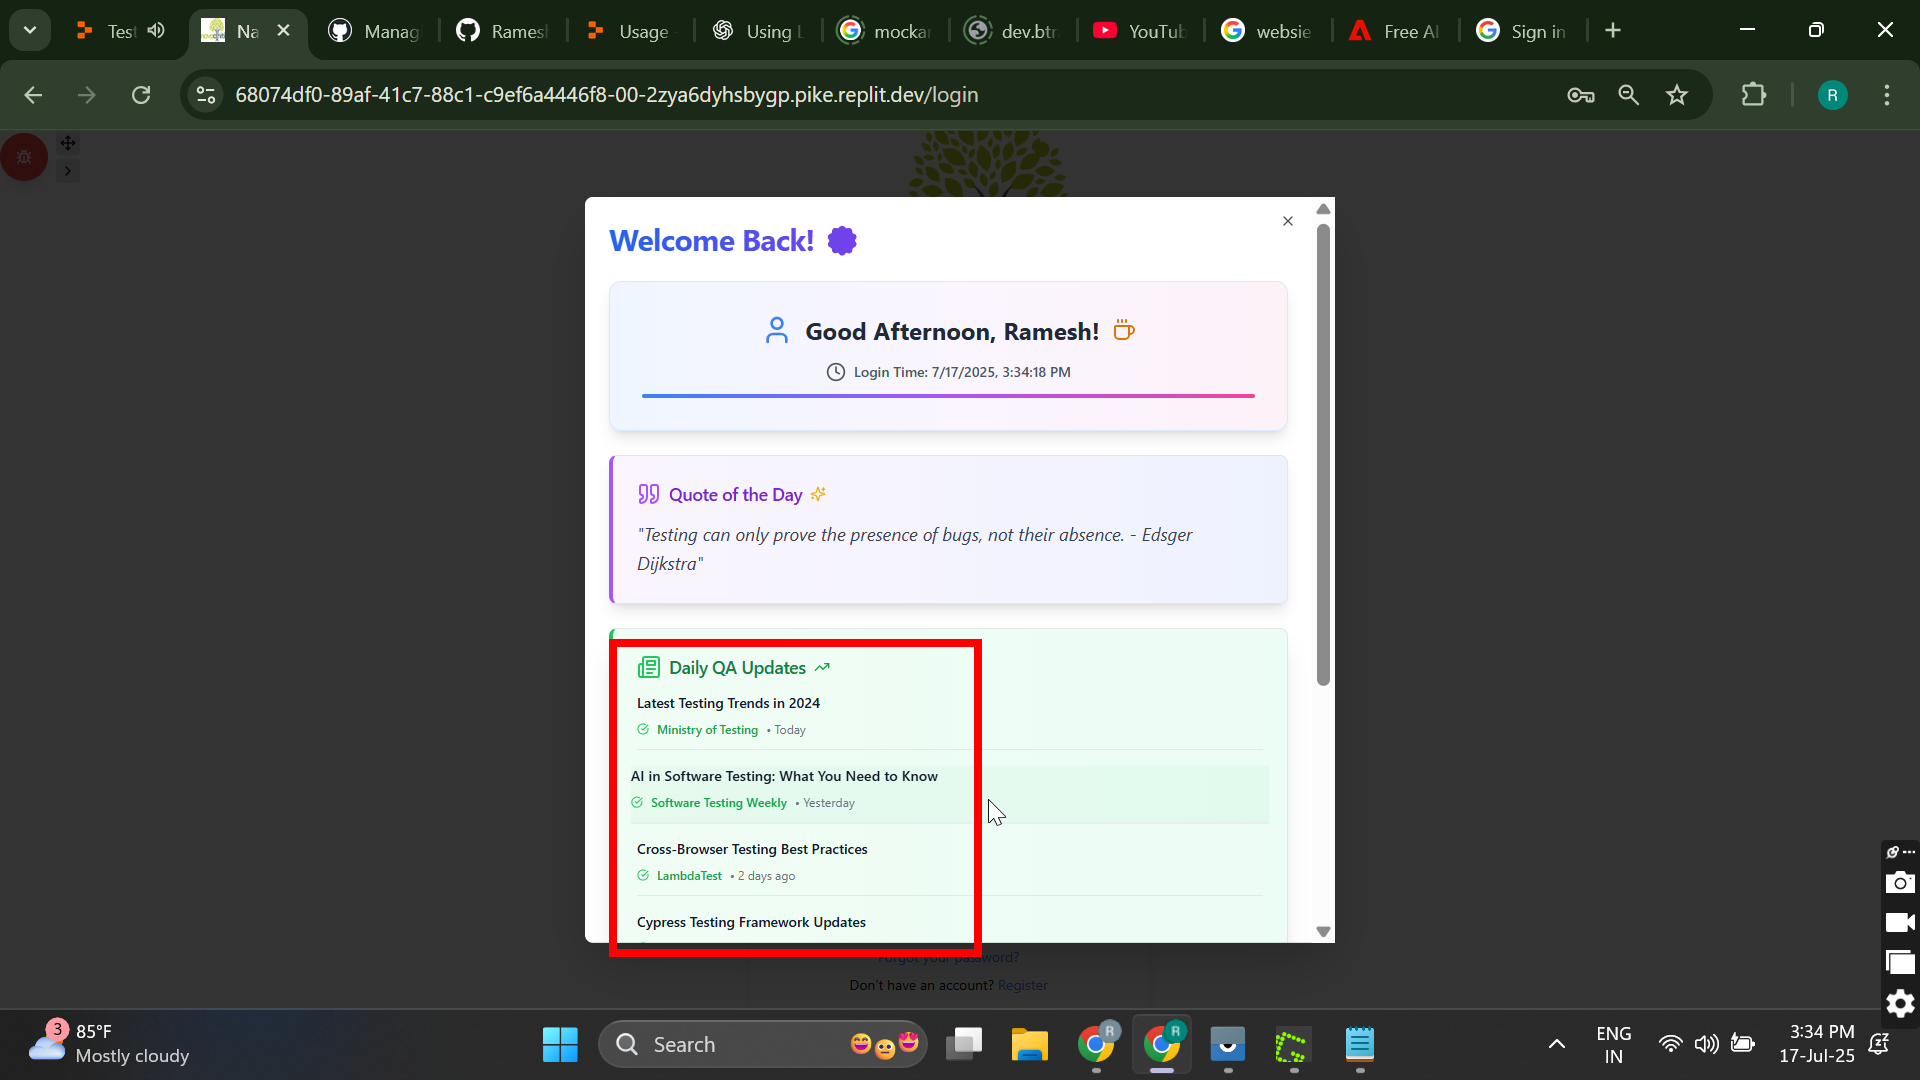 Test
Na
Manag
Ramesh
Usage
Using L
mockar
dev.btr
YouTub
websie
Free AI
Sign in
68074df0-89af-41c7-88c1-c9ef6a4446f8-00-2zya6dyhsbygp.pike.replit.dev/login
R
Welcome Back!
Good Afternoon, Ramesh!
Login Time: 7/17/2025, 3:34:18 PM
Quote of the Day
"Testing can only prove the presence of bugs, not their absence. - Edsger
Dijkstra"
Daily QA Updates
Latest Testing Trends in 2024
Ministry of Testing • Today
AI in Software Testing: What You Need to Know
Software Testing Weekly • Yesterday
Cross-Browser Testing Best Practices
LambdaTest • 2 days ago
Cypress Testing Framework Updates
Forgot your password?
Don't have an account? Register
3
85°F
Mostly cloudy
Search
R
R
ENG
IN
3:34 PM
17-Jul-25